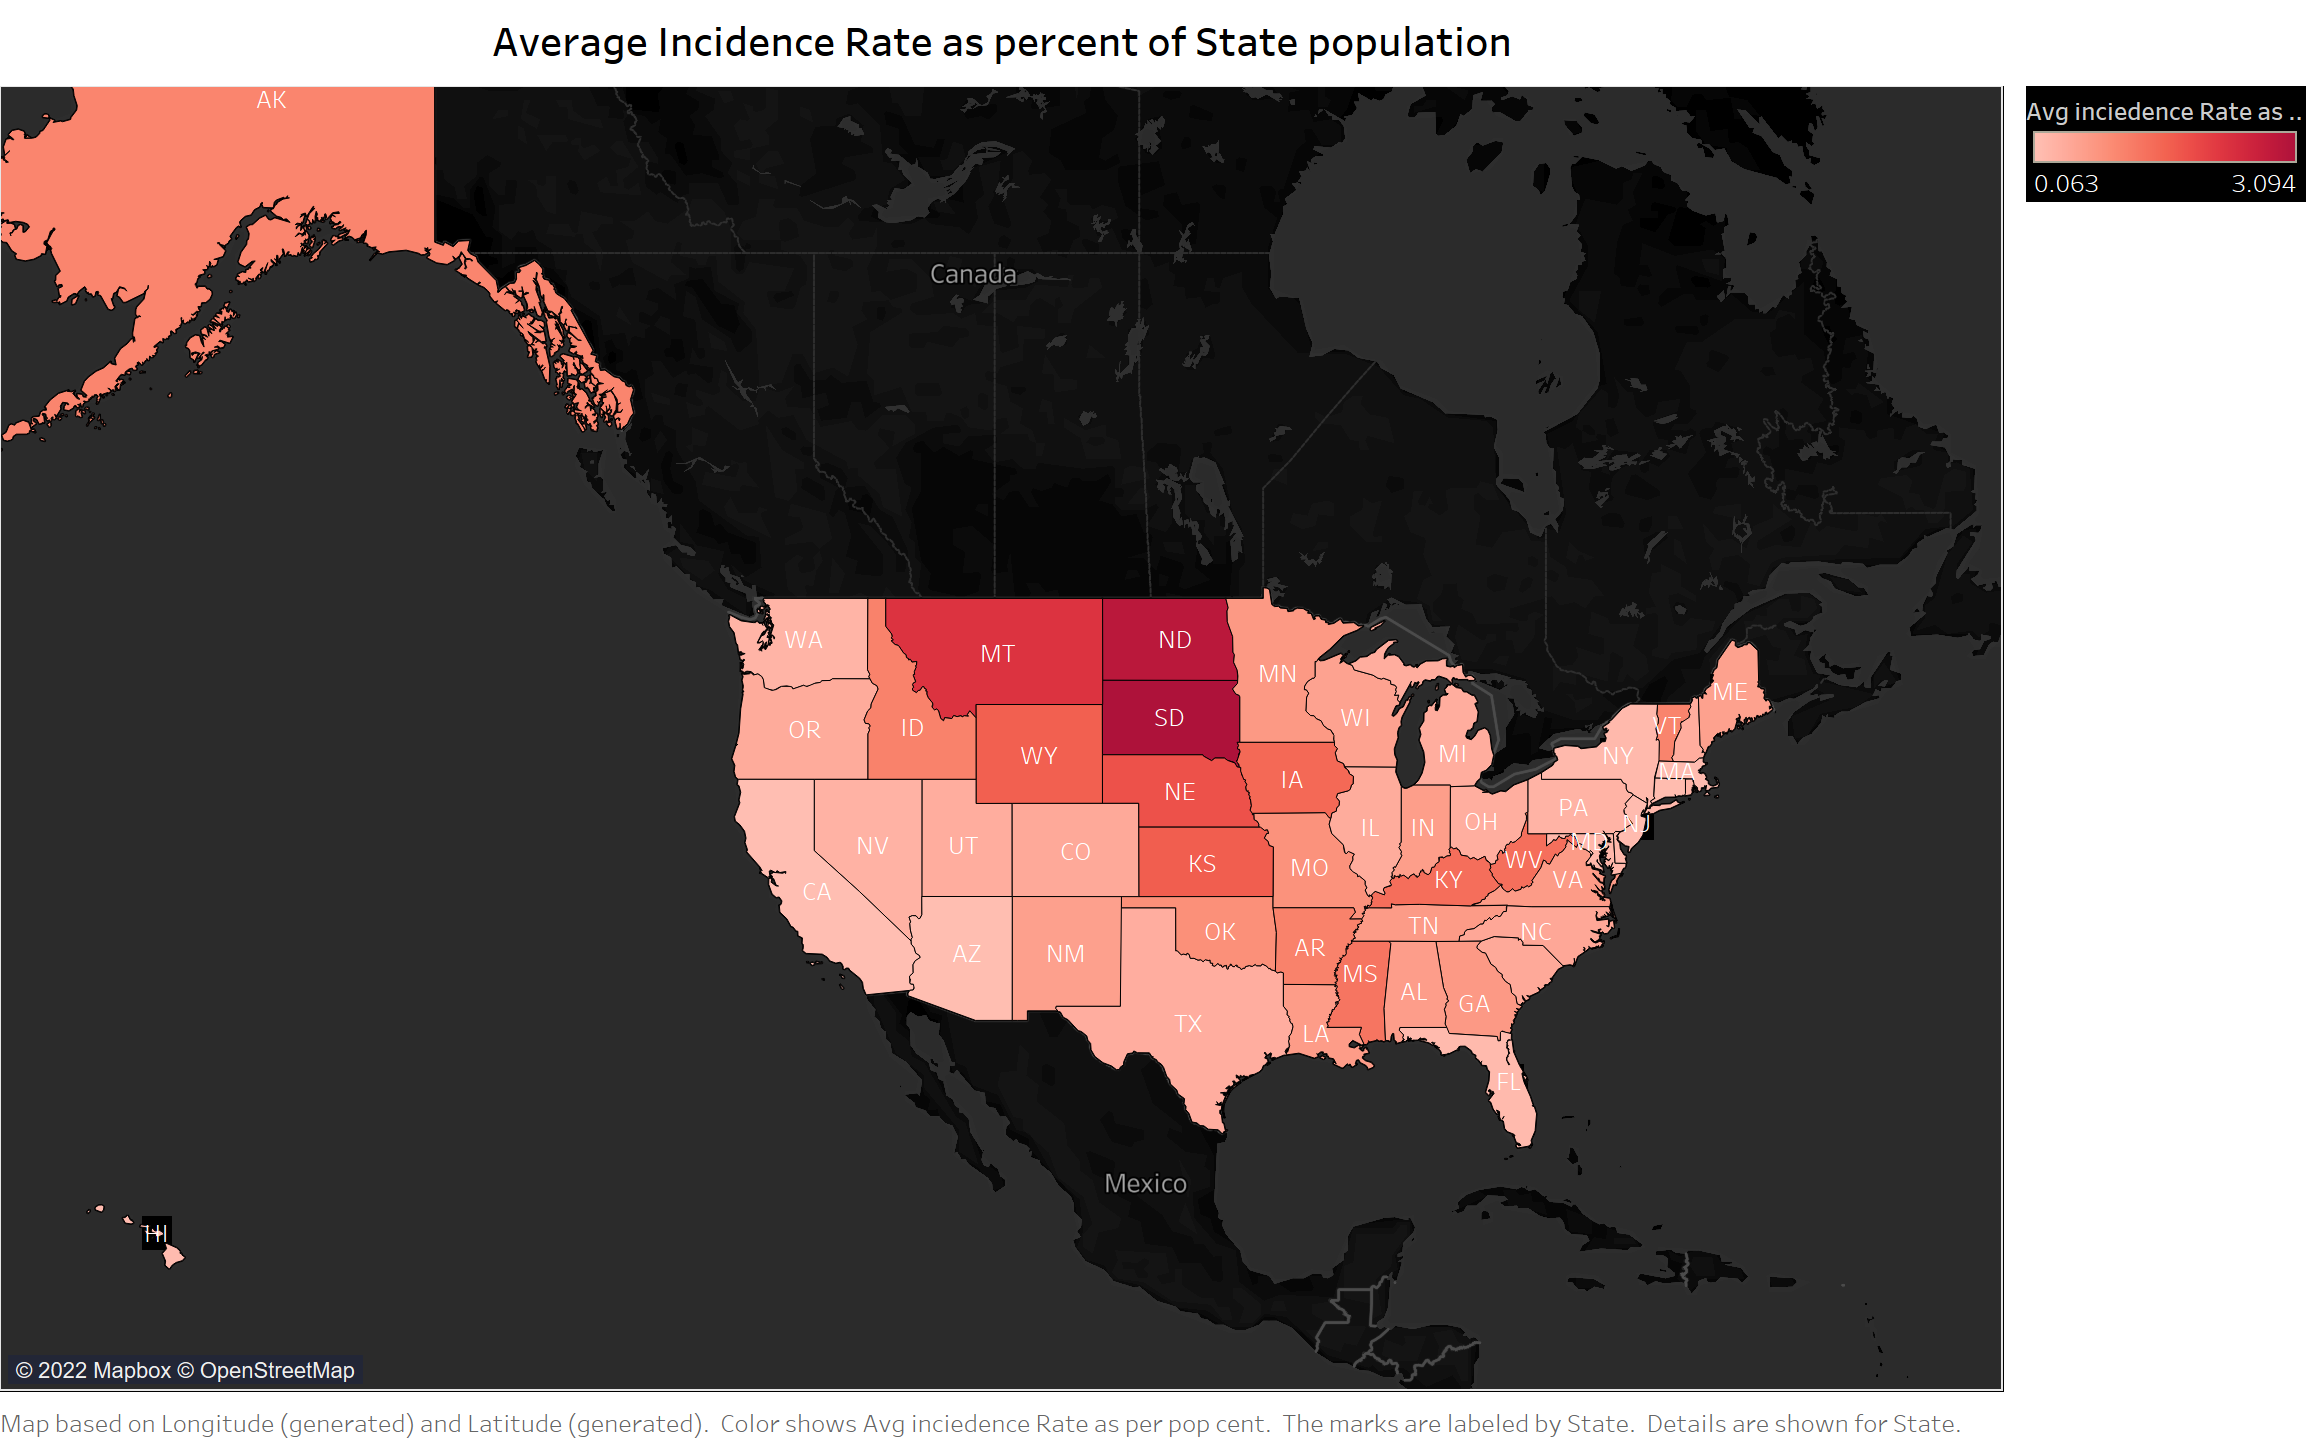 Average Incidence Rate as percent of State population
AK
Avg inciedence Rate as ..
0.063 3.094
Canada
WA
MT
ND
MN
ME
OR
ID
SD
WI
VT
WY
MI
NY
NE
IA
MA
PA
NV
UT
CO
KS
MO
IL
IN
OH
NJ
MD
WV
VA
CA
KY
AZ
NM
OK
AR
TN
NC
MS
AL
GA
TX
LA
FL
Mexico
HI
© 2022 Mapbox © OpenStreetMap
Map based on Longitude (generated) and Latitude (generated).  Color shows Avg inciedence Rate as per pop cent.  The marks are labeled by State.  Details are shown for State.